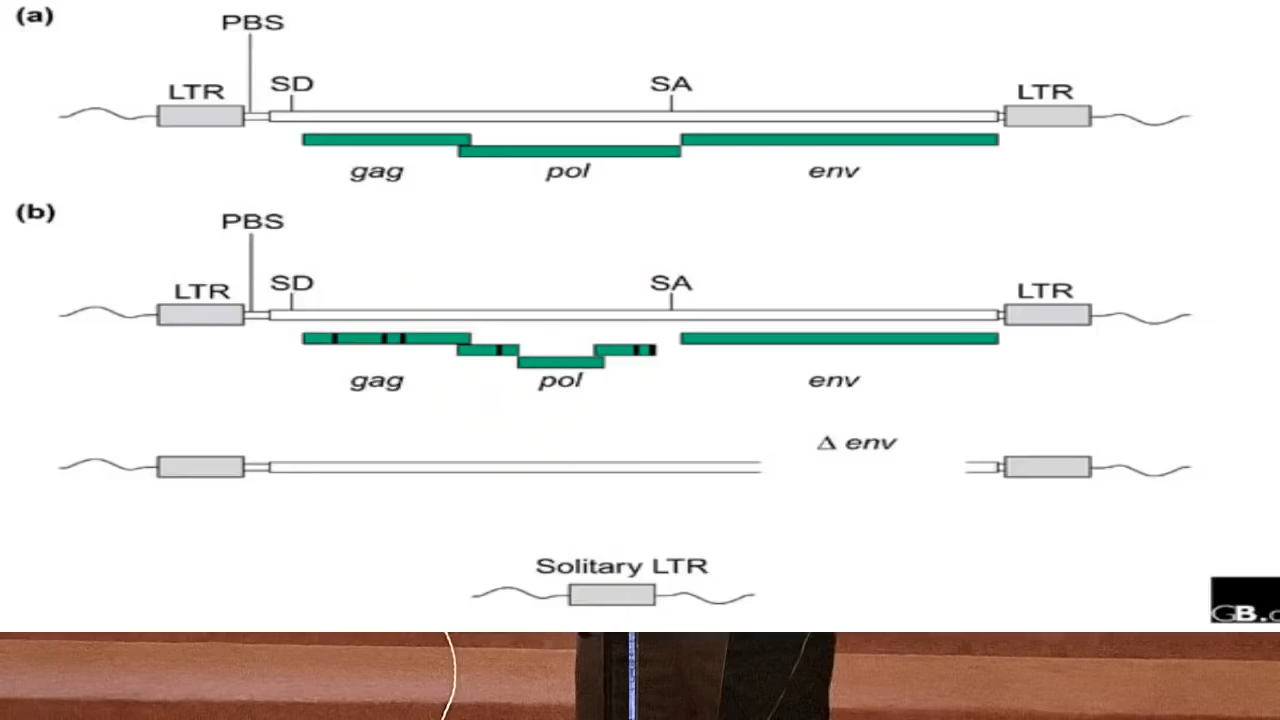 (a)
PBS
LTR SD SA LTR
gag pol env
(b)
PBS
LTR SD SA LTR
gag pol env
Δ env
Solitary LTR
GB.